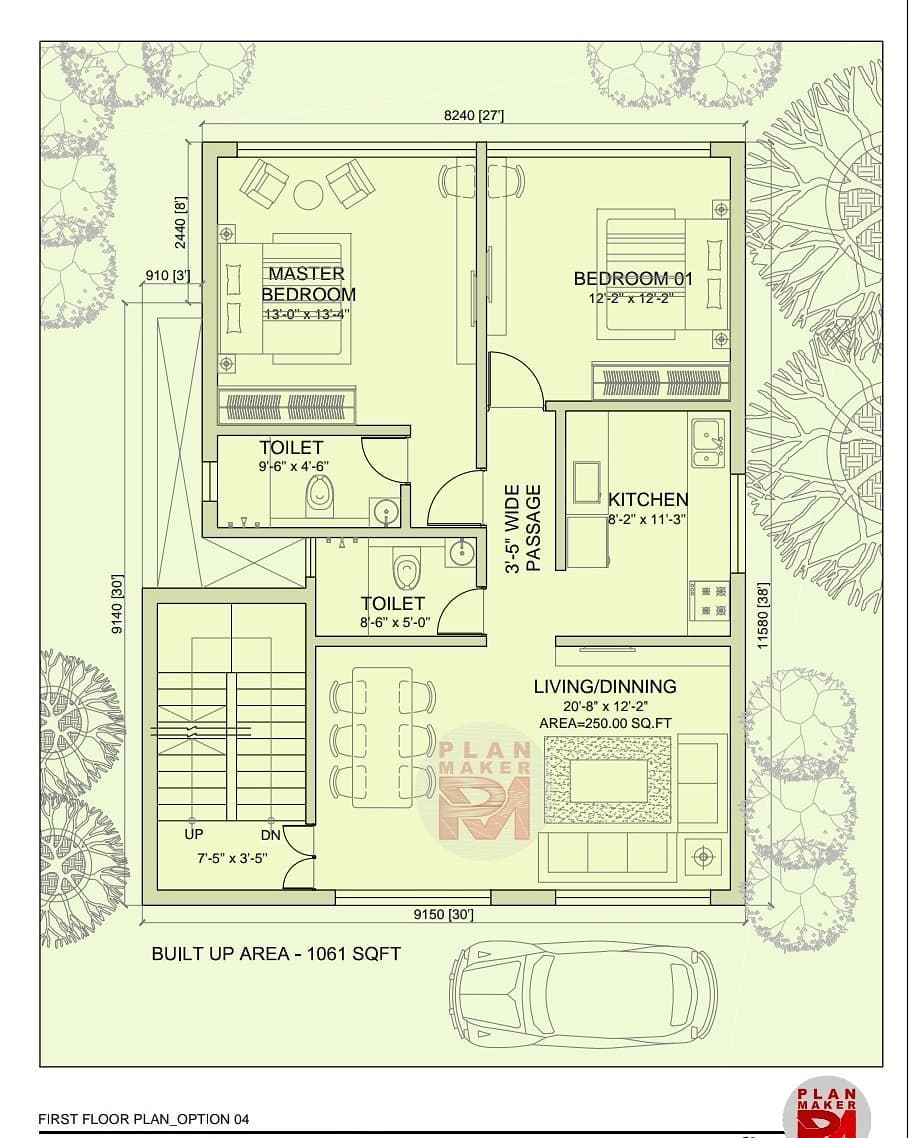 8240 [27']
2440 [8']
910 [3']
MASTER
BEDROOM
13'-0" x 13'-4"
BEDROOM 01
12'-2" x 12'-2"
TOILET
9'-6" x 4'-6"
KITCHEN
8'-2" x 11'-3"
3'-5" WIDE
PASSAGE
TOILET
8'-6" x 5'-0"
9140 [30']
11580 [38']
LIVING/DINNING
20'-8" x 12'-2"
AREA=250.00 SQ.FT
PLAN
MAKER
PM
UP
DN
7'-5" x 3'-5"
9150 [30']
BUILT UP AREA - 1061 SQFT
FIRST FLOOR PLAN_OPTION 04
PLAN
MAKER